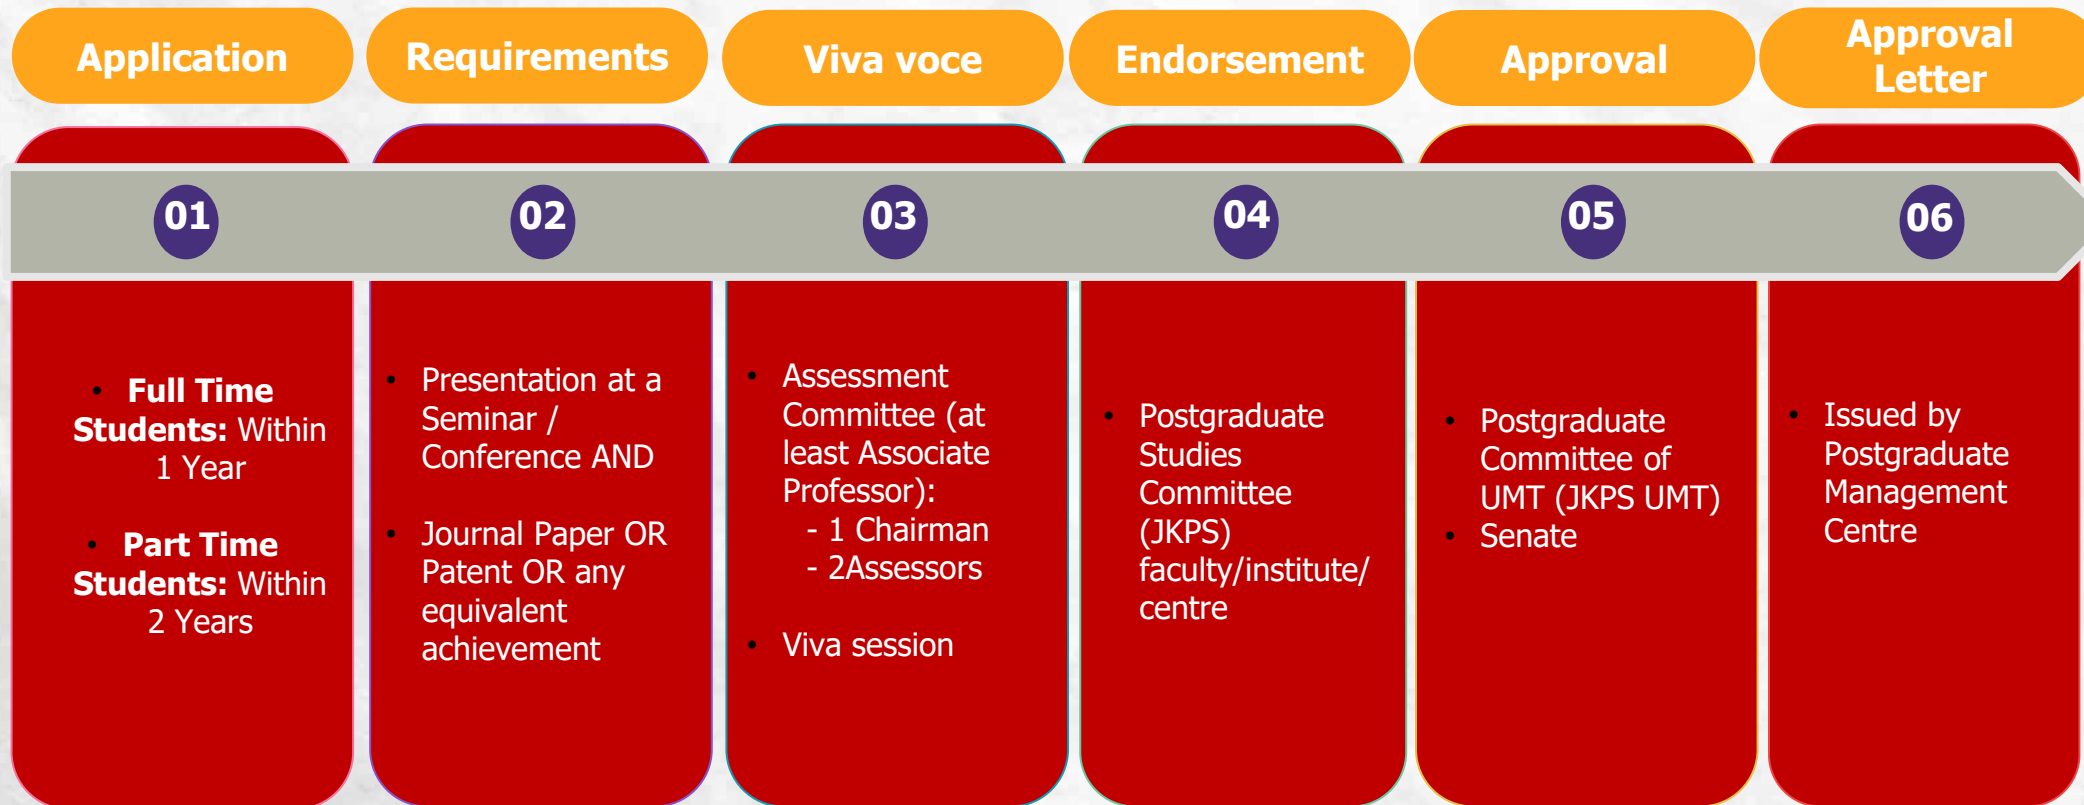 Application
Requirements
Viva voce
Endorsement
Approval
Approval
Letter
01
02
03
04
05
06
• Full Time
Students: Within
1 Year
• Part Time
Students: Within
2 Years
• Presentation at a
Seminar /
Conference AND
• Journal Paper OR
Patent OR any
equivalent
achievement
• Assessment
Committee (at
least Associate
Professor):
- 1 Chairman
- 2Assessors
• Viva session
• Postgraduate
Studies
Committee
(JKPS)
faculty/institute/
centre
• Postgraduate
Committee of
UMT (JKPS UMT)
• Senate
• Issued by
Postgraduate
Management
Centre